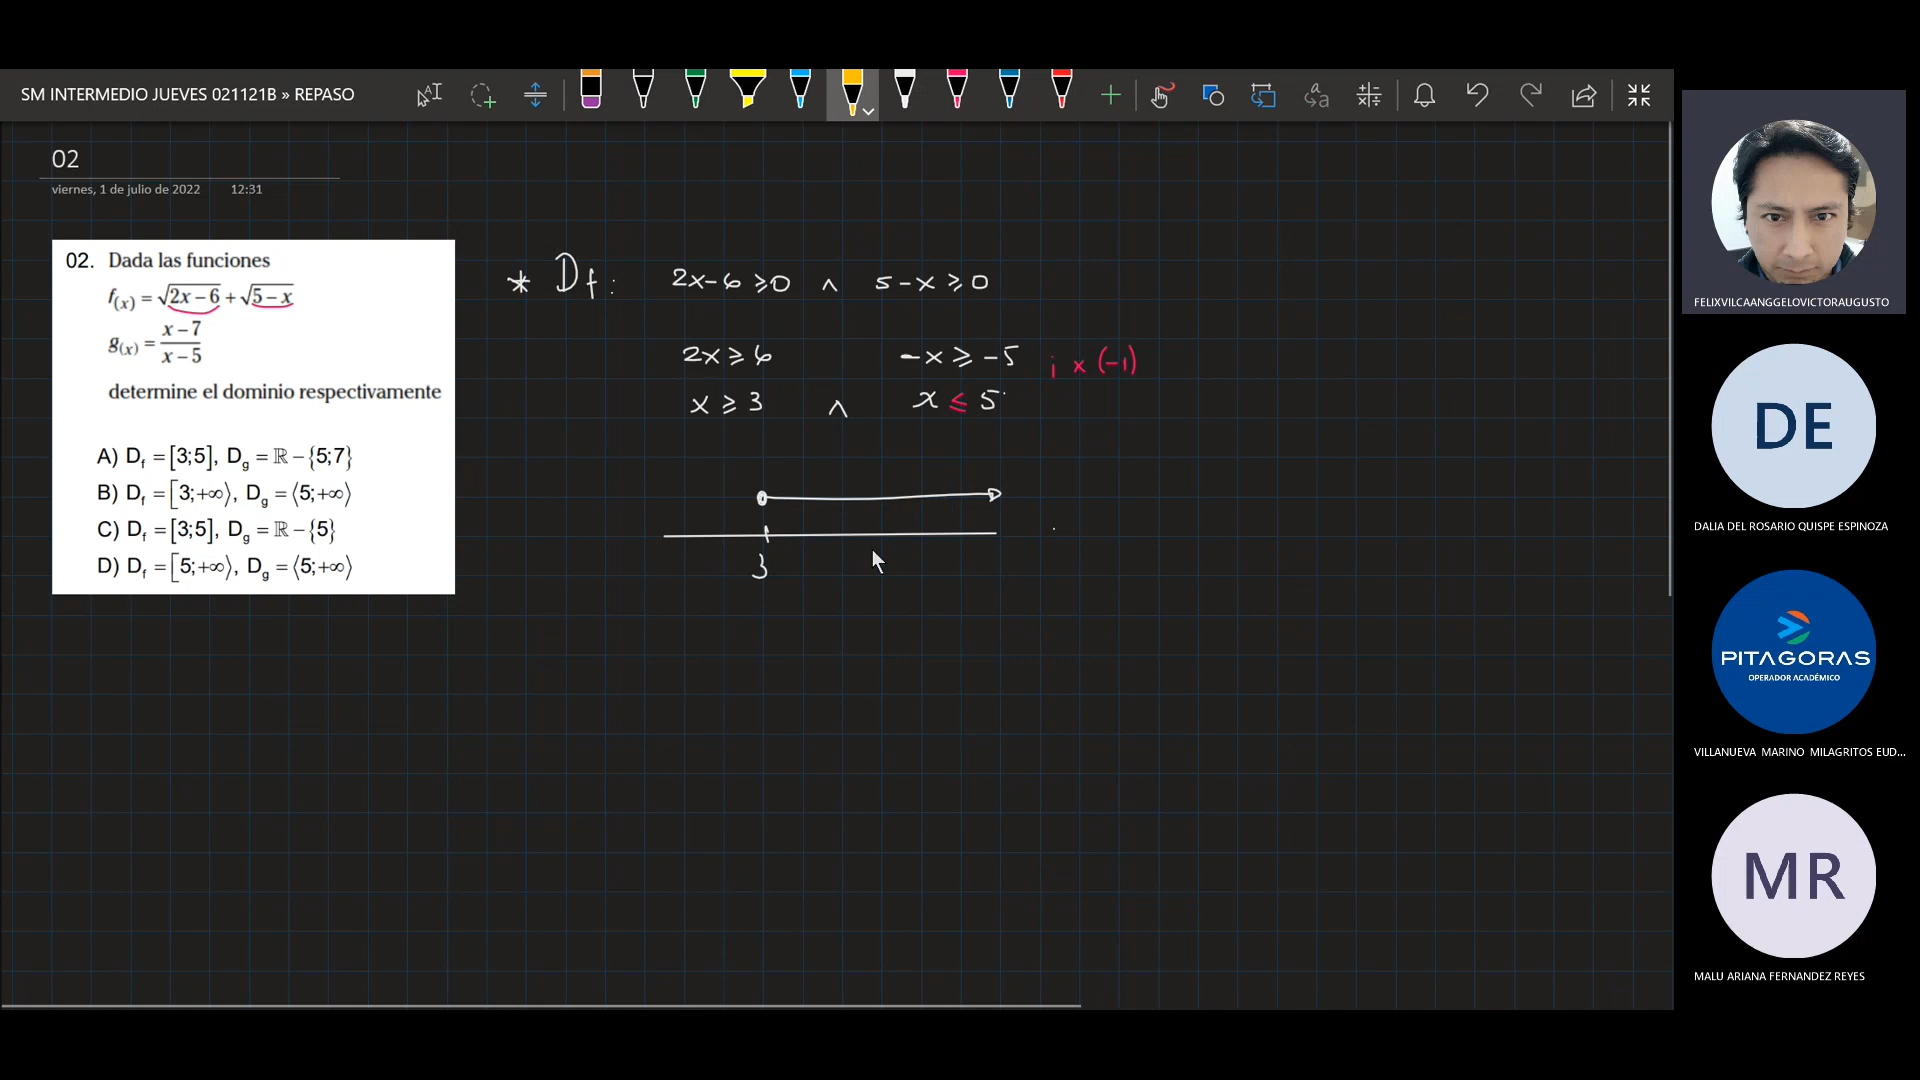 SM INTERMEDIO JUEVES 021121B » REPASO
02
viernes, 1 de julio de 2022 12:31
02. Dada las funciones
f(x) = √2x − 6 + √5 − x
g(x) = x − 7 / x − 5
determine el dominio respectivamente
A) Df = [3;5], Dg = ℝ − {5;7}
B) Df = [3;+∞⟩, Dg = ⟨5;+∞⟩
C) Df = [3;5], Dg = ℝ − {5}
D) Df = [5;+∞⟩, Dg = ⟨5;+∞⟩
* Df: 2x-6 ≥0 ∧ 5-x ≥0
2x ≥ 6 -x ≥ -5 ; x (-1)
x ≥ 3 ∧ x ≤ 5
3
FELIXVILCAANGGELOVICTORAUGUSTO
DE
DALIA DEL ROSARIO QUISPE ESPINOZA
PITAGORAS
OPERADOR ACADÉMICO
VILLANUEVA MARINO MILAGRITOS EUD...
MR
MALU ARIANA FERNANDEZ REYES